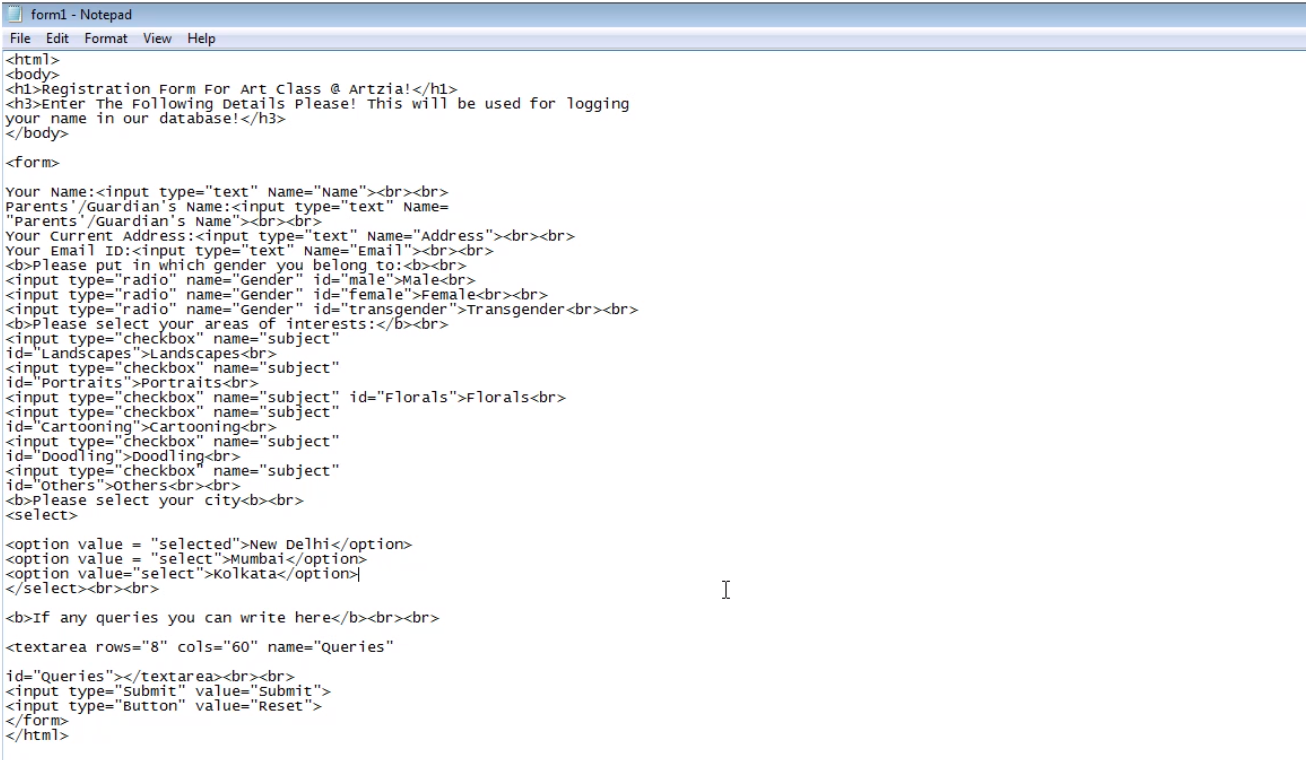 form1 - Notepad
File Edit Format View Help
<html>
<body>
<h1>Registration Form For Art Class @ Artzia!</h1>
<h3>Enter The Following Details Please! This will be used for logging
your name in our database!</h3>
</body>
<form>
Your Name:<input type="text" Name="Name"><br><br>
Parents'/Guardian's Name:<input type="text" Name=
"Parents'/Guardian's Name"><br><br>
Your Current Address:<input type="text" Name="Address"><br><br>
Your Email ID:<input type="text" Name="Email"><br><br>
<b>Please put in which gender you belong to:<b><br>
<input type="radio" name="Gender" id="male">Male<br>
<input type="radio" name="Gender" id="female">Female<br><br>
<input type="radio" name="Gender" id="transgender">Transgender<br><br>
<b>Please select your areas of interests:</b><br>
<input type="checkbox" name="subject"
id="Landscapes">Landscapes<br>
<input type="checkbox" name="subject"
id="Portraits">Portraits<br>
<input type="checkbox" name="subject" id="Florals">Florals<br>
<input type="checkbox" name="subject"
id="Cartooning">Cartooning<br>
<input type="checkbox" name="subject"
id="Doodling">Doodling<br>
<input type="checkbox" name="subject"
id="Others">Others<br><br>
<b>Please select your city<b><br>
<select>
<option value = "selected">New Delhi</option>
<option value = "select">Mumbai</option>
<option value="select">Kolkata</option>
</select><br><br>
<b>If any queries you can write here</b><br><br>
<textarea rows="8" cols="60" name="Queries"
id="Queries"></textarea><br><br>
<input type="Submit" value="Submit">
<input type="Button" value="Reset">
</form>
</html>